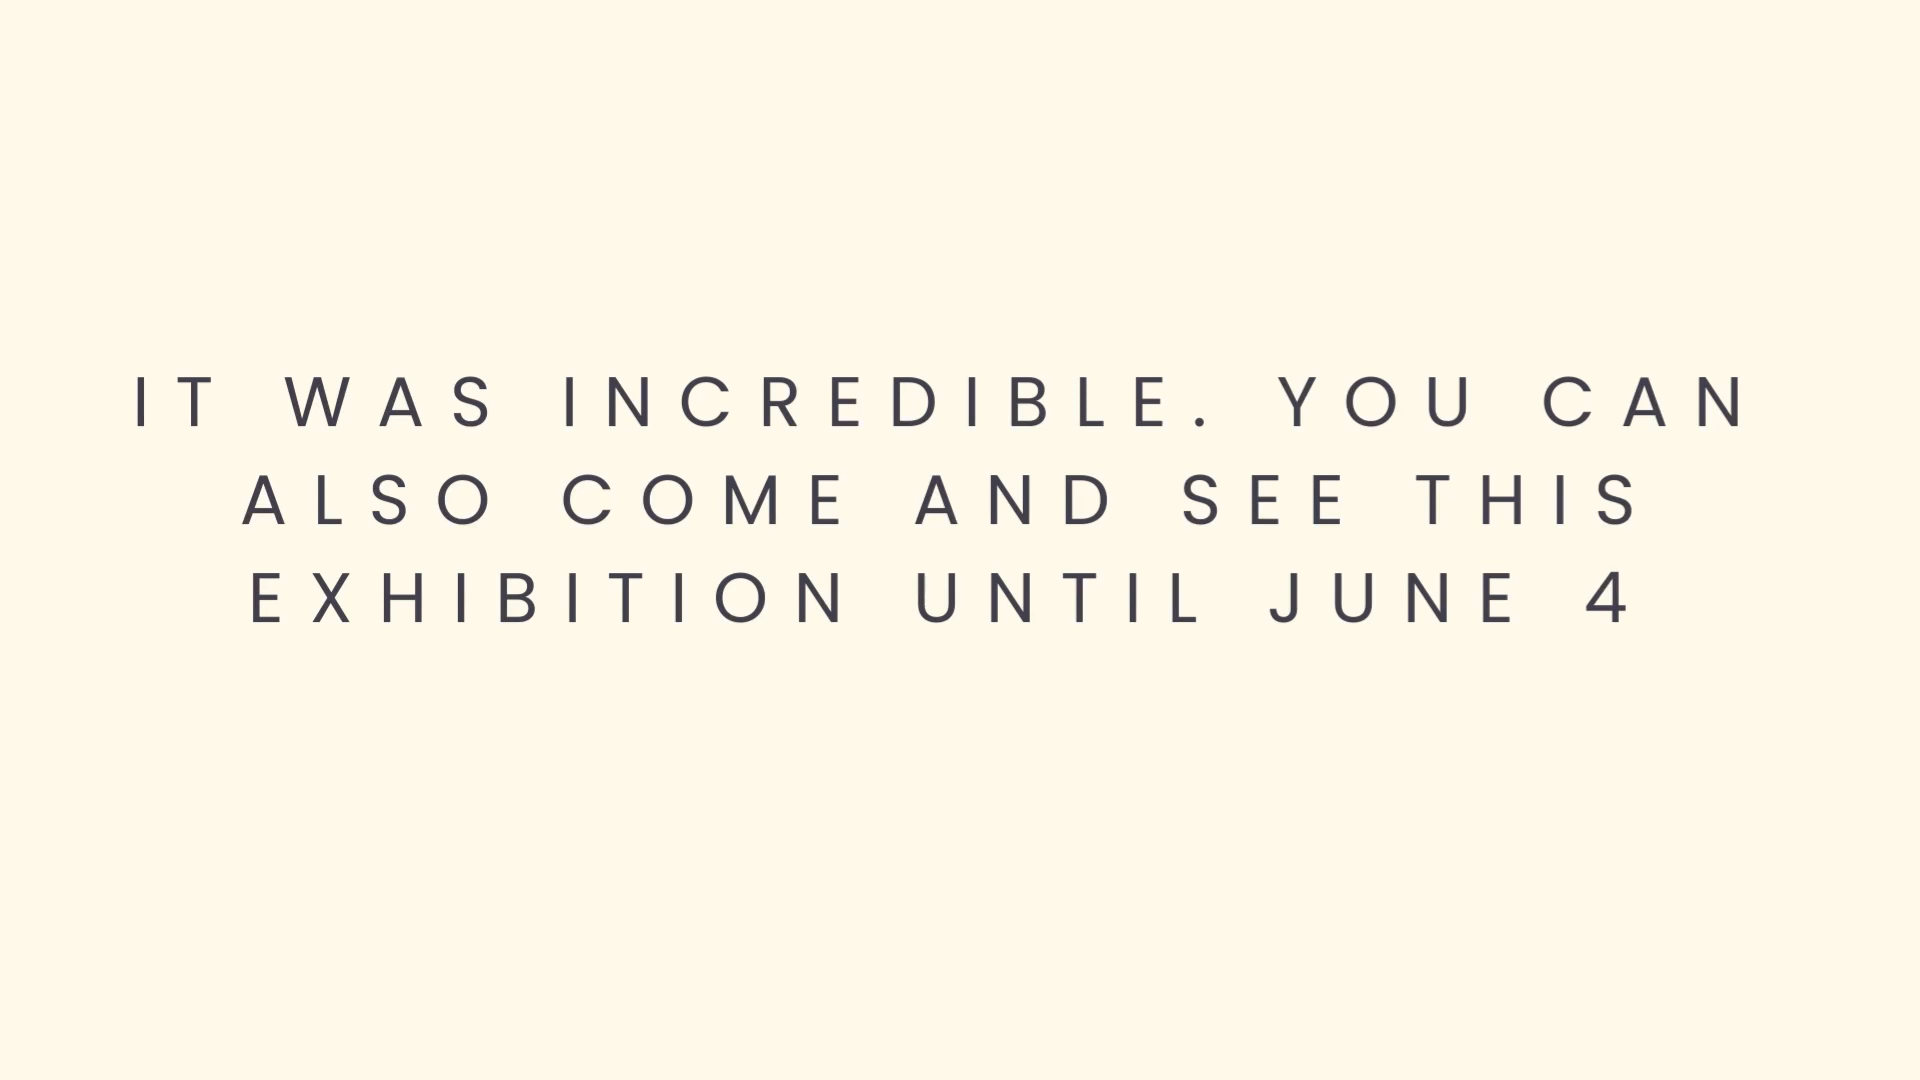 IT WAS INCREDIBLE. YOU CAN
ALSO COME AND SEE THIS
EXHIBITION UNTIL JUNE 4